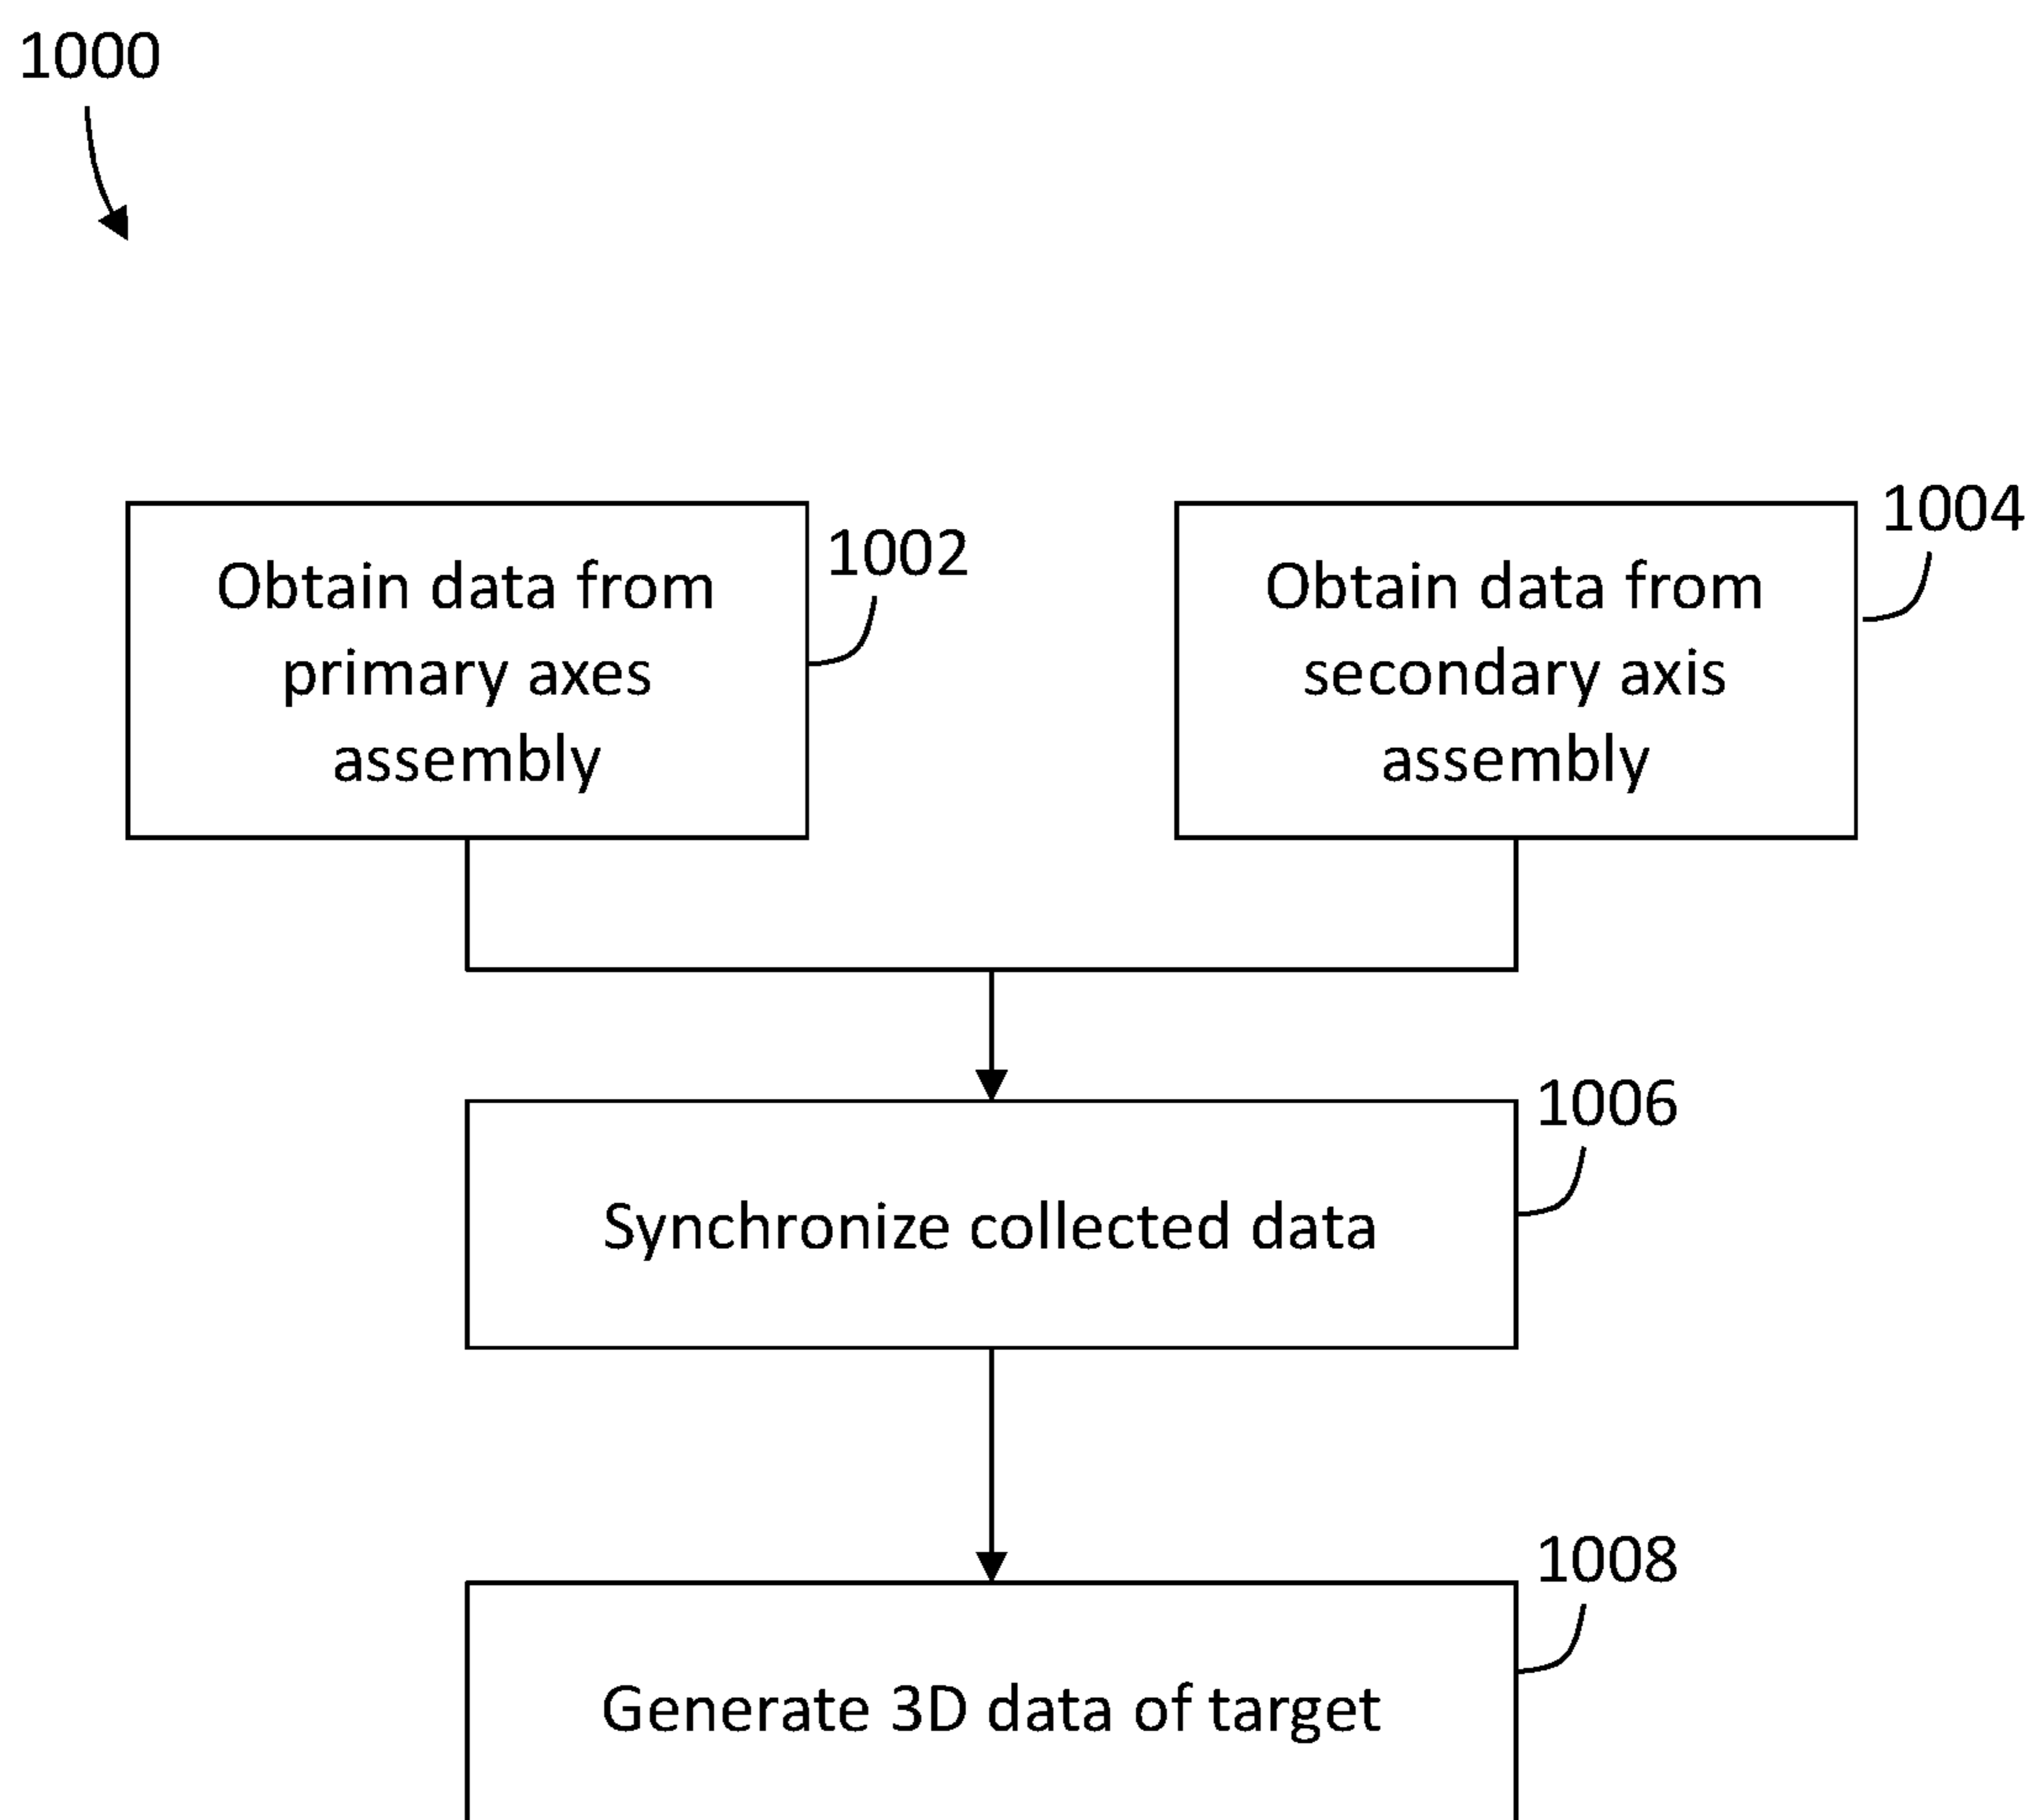 1000
Obtain data from
primary axes
assembly
1002
Obtain data from
secondary axis
assembly
1004
Synchronize collected data
1006
Generate 3D data of target
1008